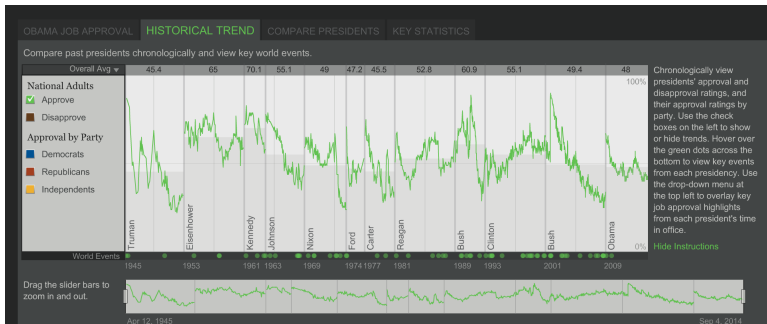 OBAMA JOB APPROVAL HISTORICAL TREND COMPARE PRESIDENTS KEY STATISTICS
Compare past presidents chronologically and view key world events.
Overall Avg 45.4 65 70.1 55.1 49 47.2 45.5 52.8 60.9 55.1 49.4 48
National Adults
Approve
Disapprove
Approval by Party
Democrats
Republicans
Independents
100%
0%
Truman
Eisenhower
Kennedy
Johnson
Nixon
Ford
Carter
Reagan
Bush
Clinton
Bush
Obama
World Events
1945 1953 1961 1963 1969 1974 1977 1981 1989 1993 2001 2009
Chronologically view
presidents' approval and
disapproval ratings, and
their approval ratings by
party. Use the check
boxes on the left to show
or hide trends. Hover over
the green dots across the
bottom to view key events
from each presidency. Use
the drop-down menu at
the top left to overlay key
job approval highlights
from each president's time
in office.
Hide Instructions
Drag the slider bars to
zoom in and out.
Apr 12, 1945 Sep 4, 2014